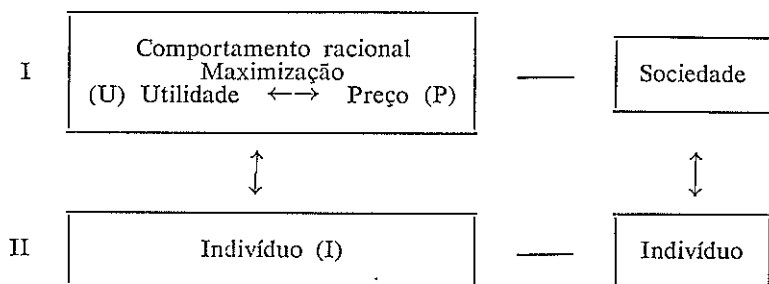 Comportamento racional
Maximização
I
(U) Utilidade ←→ Preço (P) — Sociedade
↕ ↕
II Indivíduo (I) — Indivíduo